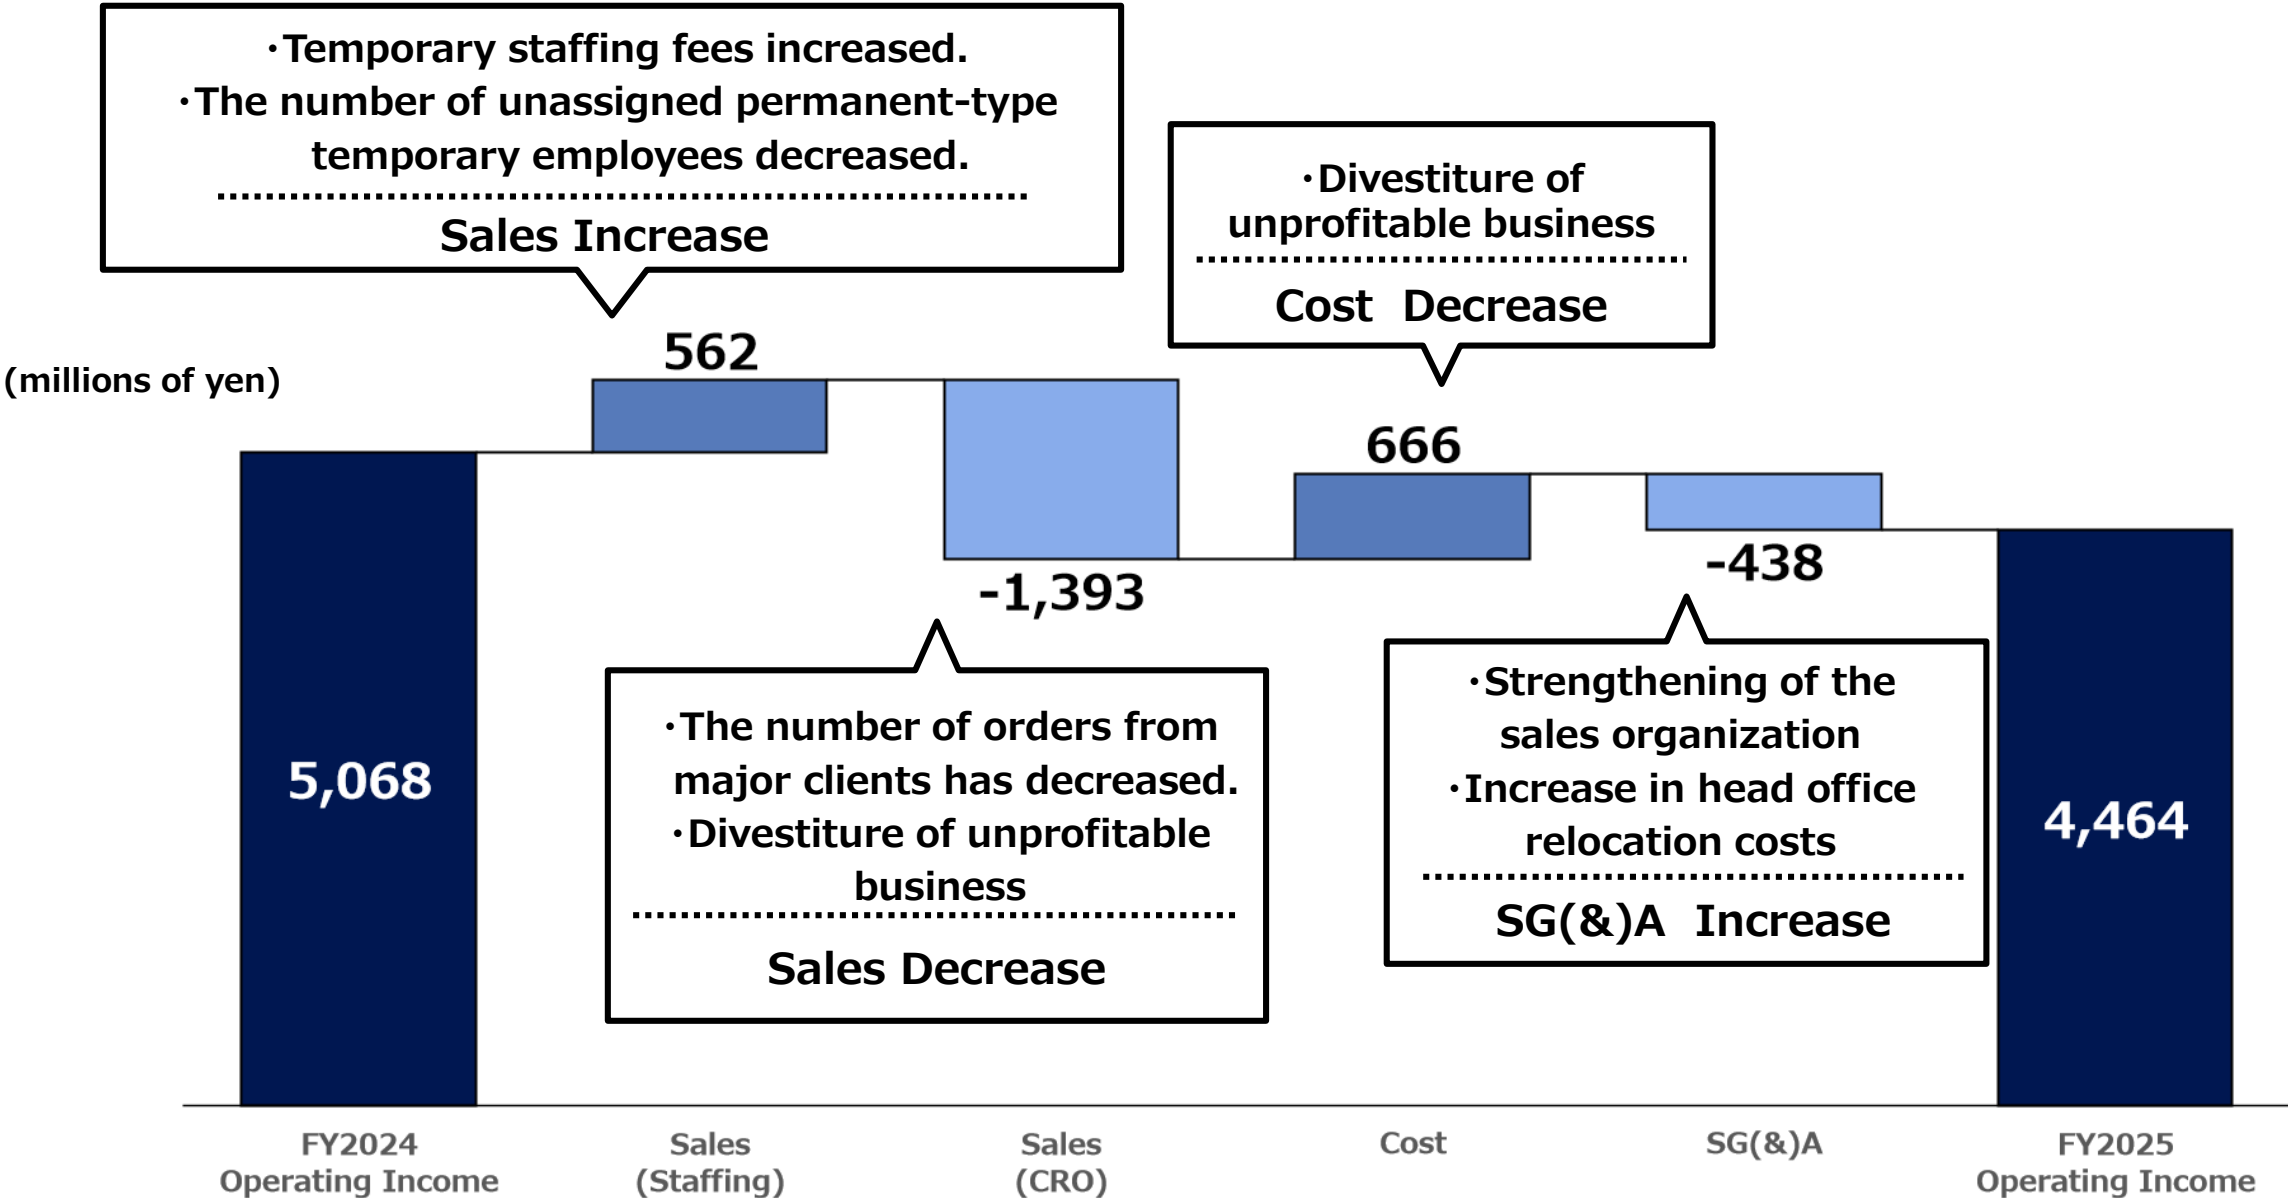 ・Temporary staffing fees increased.
・The number of unassigned permanent-type
temporary employees decreased.
Sales Increase
・Divestiture of
unprofitable business
Cost Decrease
(millions of yen)
562
-1,393
666
-438
5,068
4,464
・The number of orders from
major clients has decreased.
・Divestiture of unprofitable
business
Sales Decrease
・Strengthening of the
sales organization
・Increase in head office
relocation costs
SG(&)A Increase
FY2024
Operating Income
Sales
(Staffing)
Sales
(CRO)
Cost
SG(&)A
FY2025
Operating Income